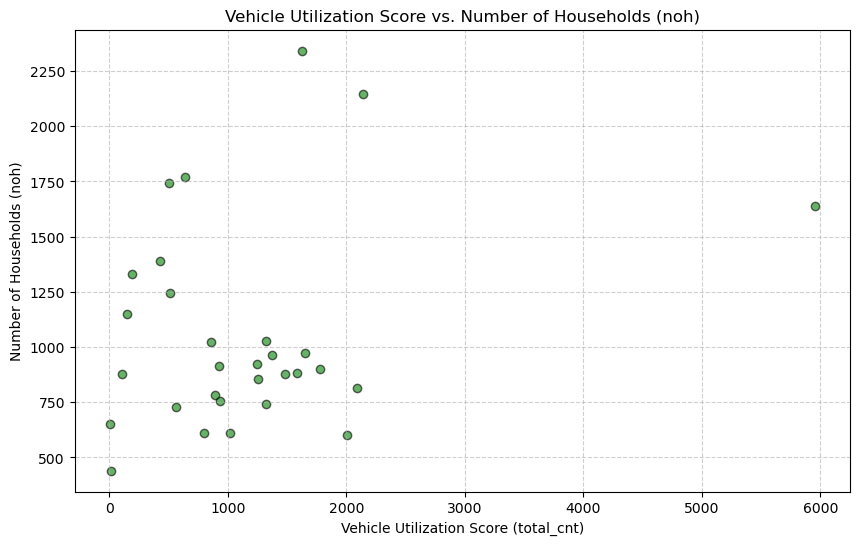 Vehicle Utilization Score vs. Number of Households (noh)
Number of Households (noh)
2250
2000
1750
1500
1250
1000
750
500
0 1000 2000 3000 4000 5000 6000
Vehicle Utilization Score (total_cnt)